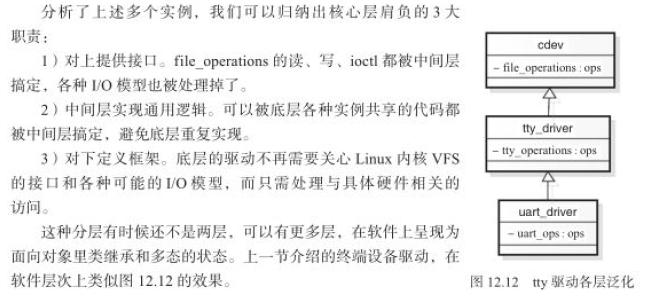 分析了上述多个实例，我们可以归纳出核心层肩负的 3 大
职责：
1）对上提供接口。file_operations 的读、写、ioctl 都被中间层
搞定，各种 I/O 模型也被处理掉了。
2）中间层实现通用逻辑。可以被底层各种实例共享的代码都
被中间层搞定，避免底层重复实现。
3）对下定义框架。底层的驱动不再需要关心 Linux 内核 VFS
的接口和各种可能的 I/O 模型，而只需处理与具体硬件相关的
访问。
这种分层有时候还不是两层，可以有更多层，在软件上呈现为
面向对象里类继承和多态的状态。上一节介绍的终端设备驱动，在
软件层次上类似图 12.12 的效果。
cdev
− file_operations : ops
tty_driver
− tty_operations : ops
uart_driver
− uart_ops : ops
图 12.12 tty 驱动各层泛化